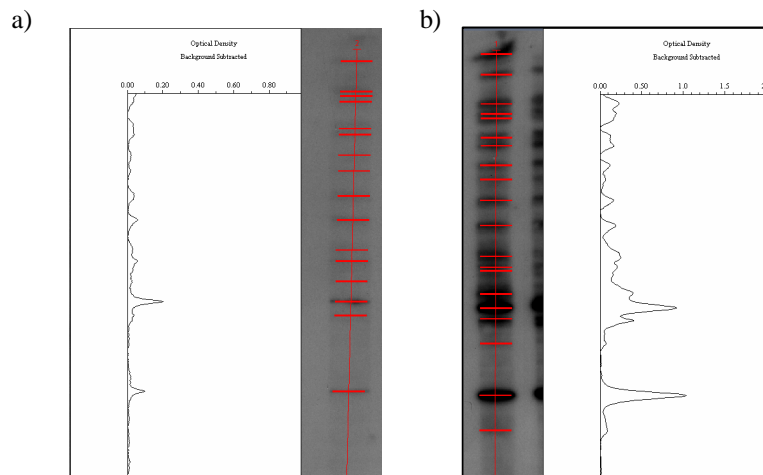 a)
Optical Density
Background Subtracted
0.00 0.20 0.40 0.60 0.80
b)
Optical Density
Background Subtracted
0.00 0.50 1.0 1.5 2